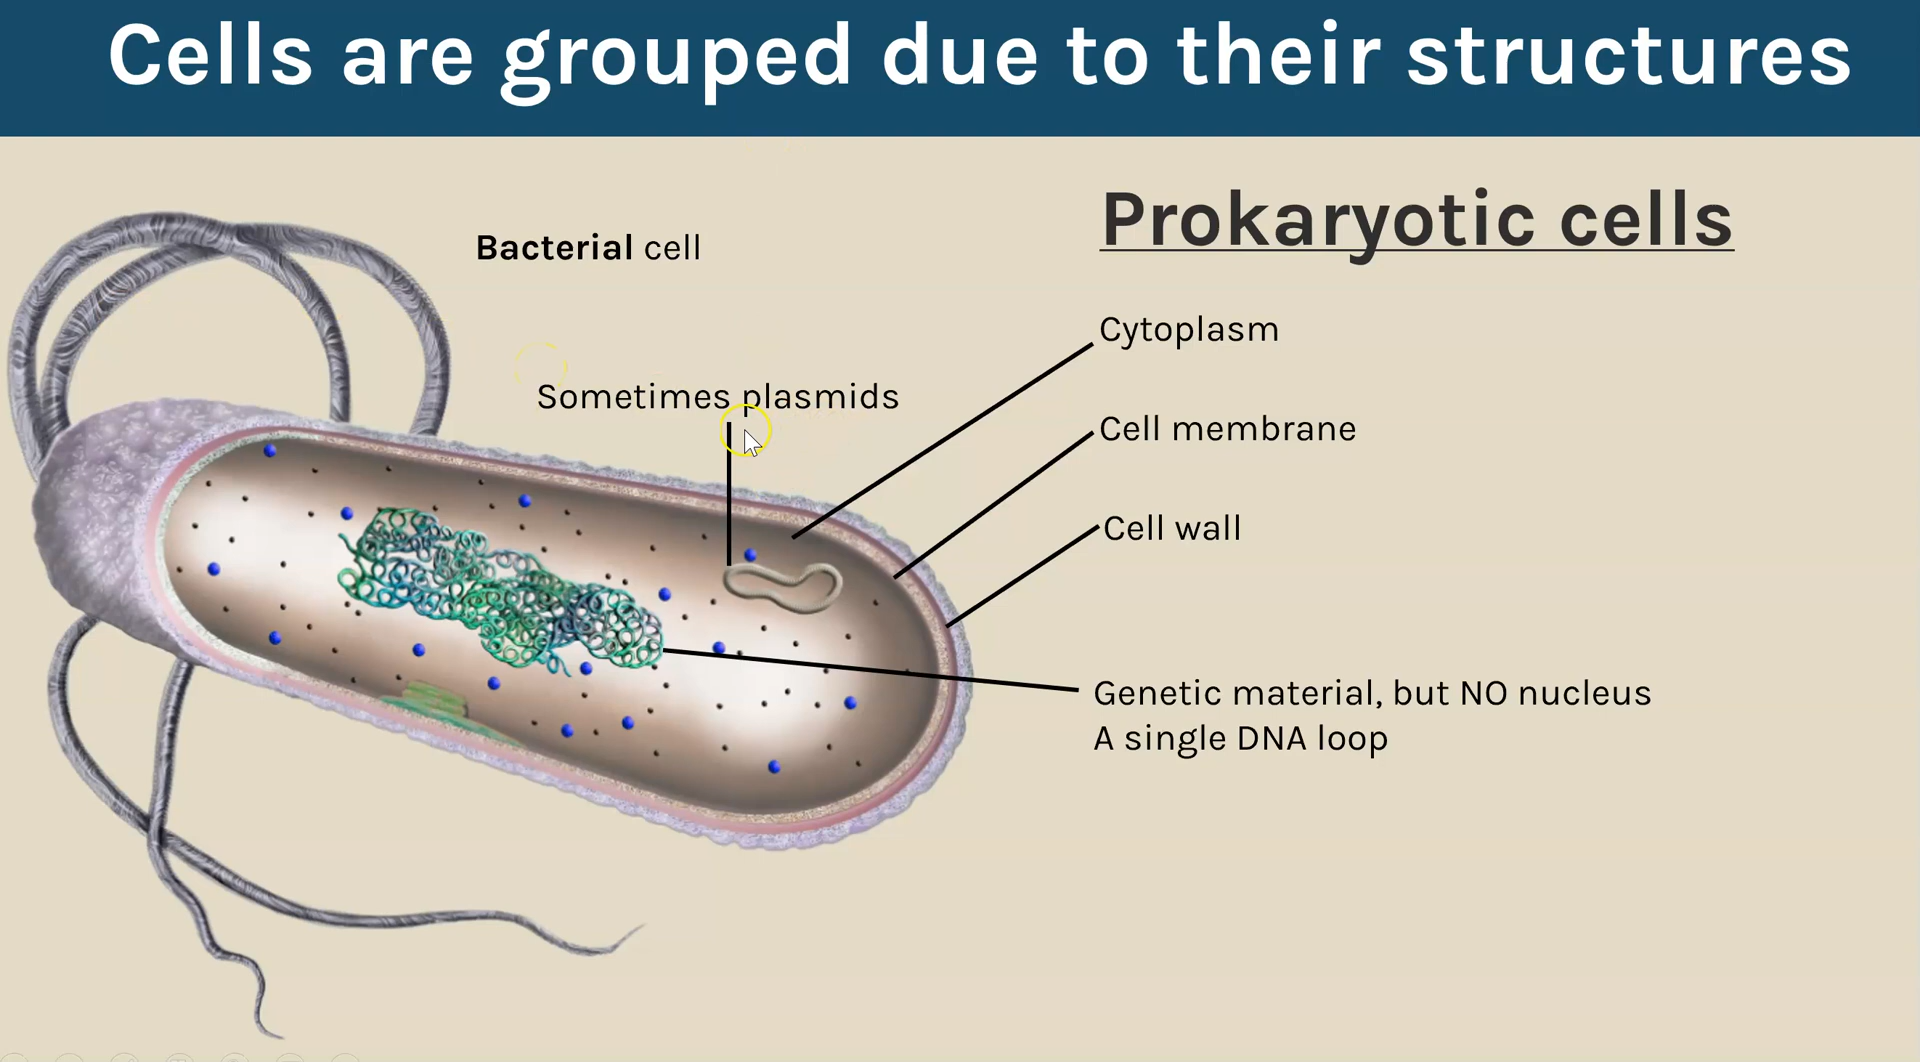 Cells are grouped due to their structures
Prokaryotic cells
Bacterial cell
Sometimes plasmids
Cytoplasm
Cell membrane
Cell wall
Genetic material, but NO nucleus
A single DNA loop